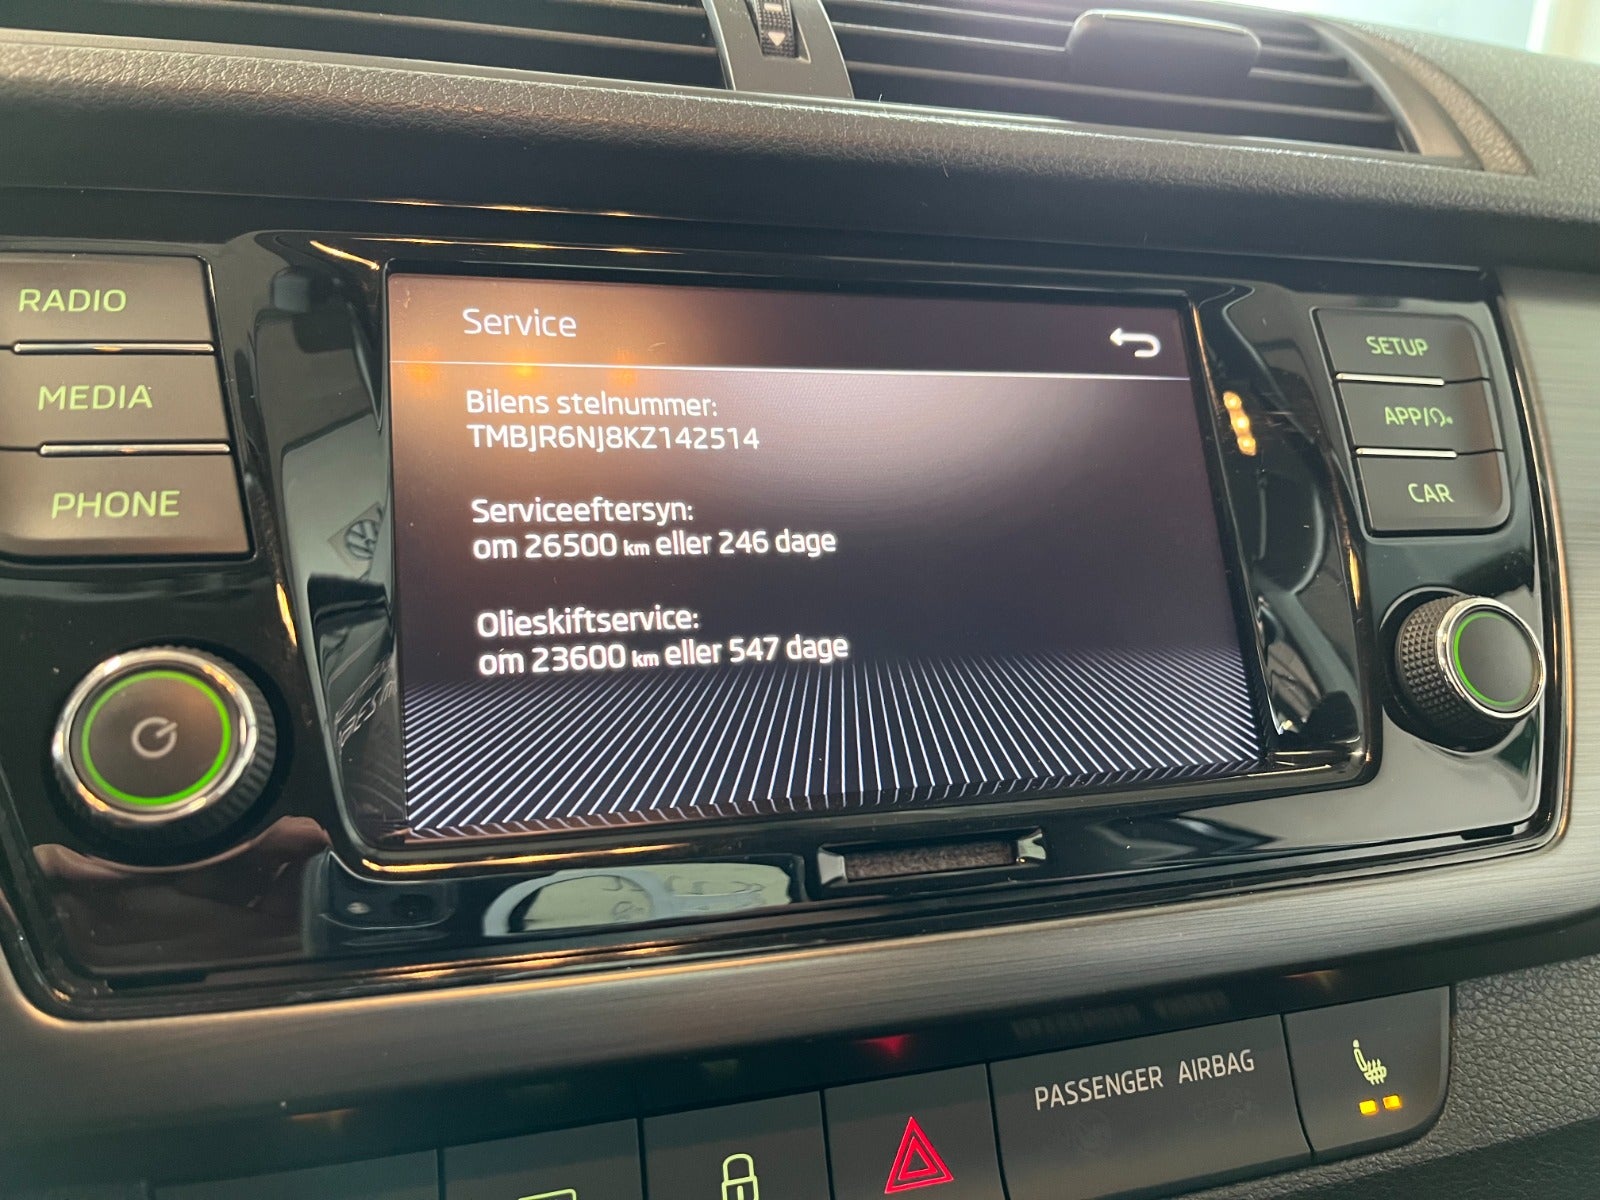 RADIO
MEDIA
PHONE
Service
Bilens stelnummer:
TMBJR6NJ8KZ142514
Serviceeftersyn:
om 26500 km eller 246 dage
Olieskiftservice:
om 23600 km eller 547 dage
SETUP
APP/
CAR
PASSENGER AIRBAG